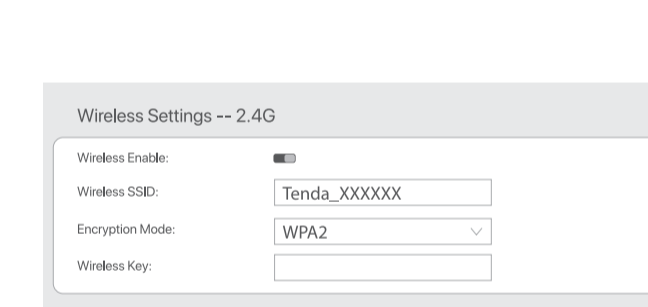 Wireless Settings -- 2.4G
Wireless Enable:
Wireless SSID: Tenda_XXXXXX
Encryption Mode: WPA2
Wireless Key: